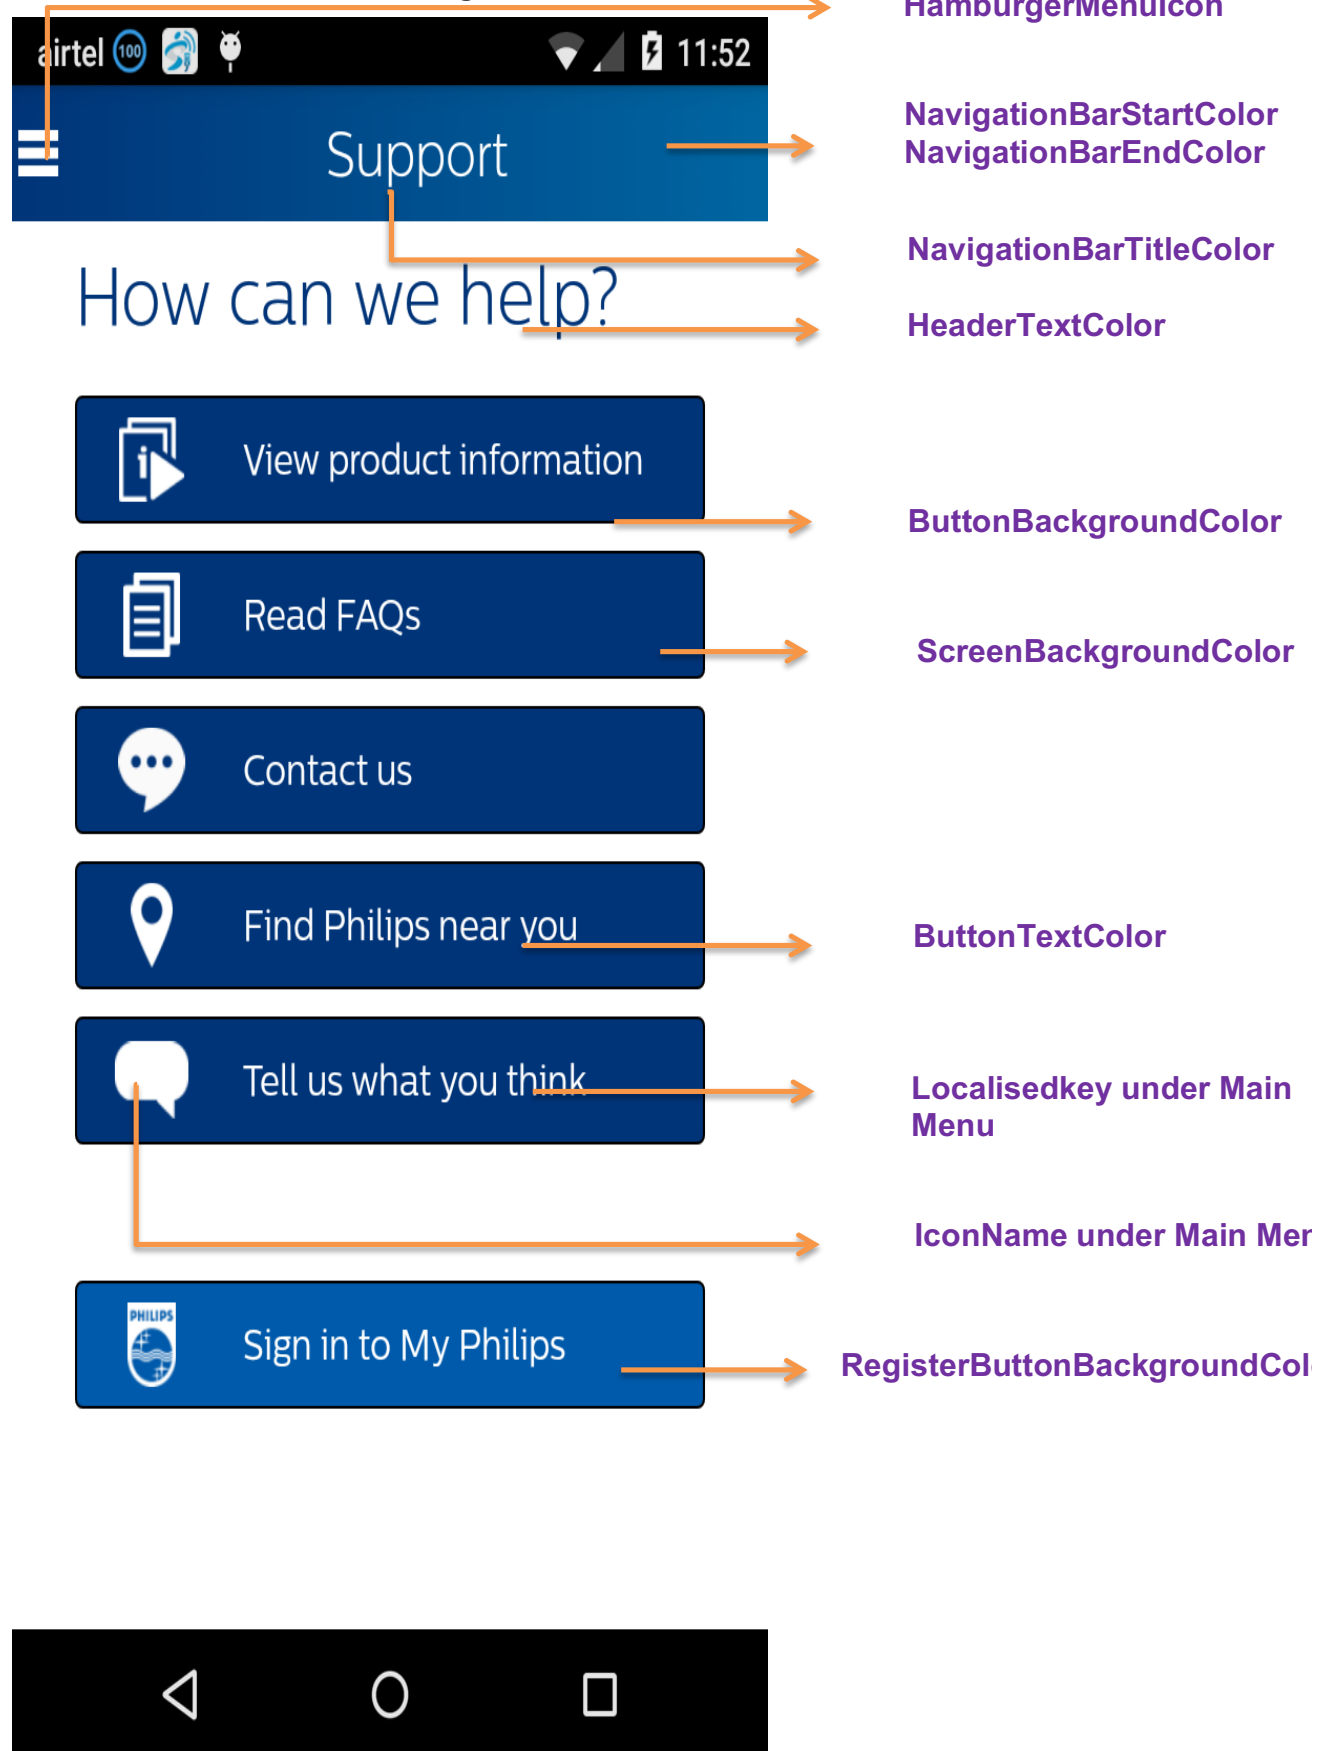 HamburgerMenuIcon
airtel 100 11:52
NavigationBarStartColor
NavigationBarEndColor
Support
NavigationBarTitleColor
How can we help?
HeaderTextColor
View product information
ButtonBackgroundColor
Read FAQs
ScreenBackgroundColor
Contact us
Find Philips near you
ButtonTextColor
Tell us what you think
Localisedkey under Main
Menu
IconName under Main Men
PHILIPS
Sign in to My Philips
RegisterButtonBackgroundCol